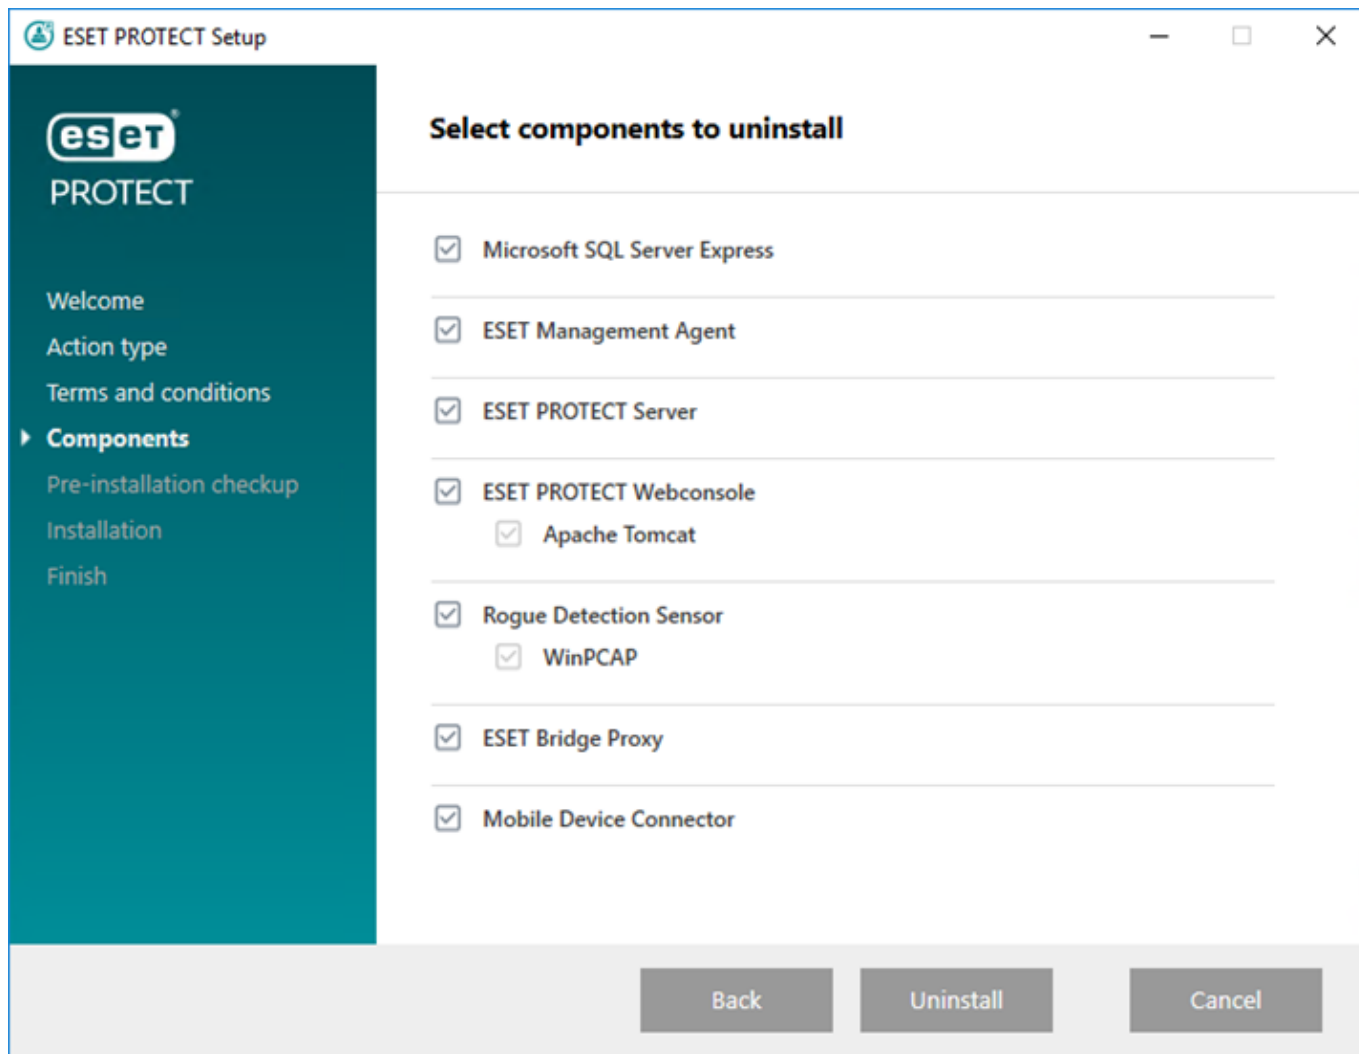 ESET PROTECT Setup
eset®
PROTECT
Welcome
Action type
Terms and conditions
Components
Pre-installation checkup
Installation
Finish
Select components to uninstall
Microsoft SQL Server Express
ESET Management Agent
ESET PROTECT Server
ESET PROTECT Webconsole
Apache Tomcat
Rogue Detection Sensor
WinPCAP
ESET Bridge Proxy
Mobile Device Connector
Back
Uninstall
Cancel